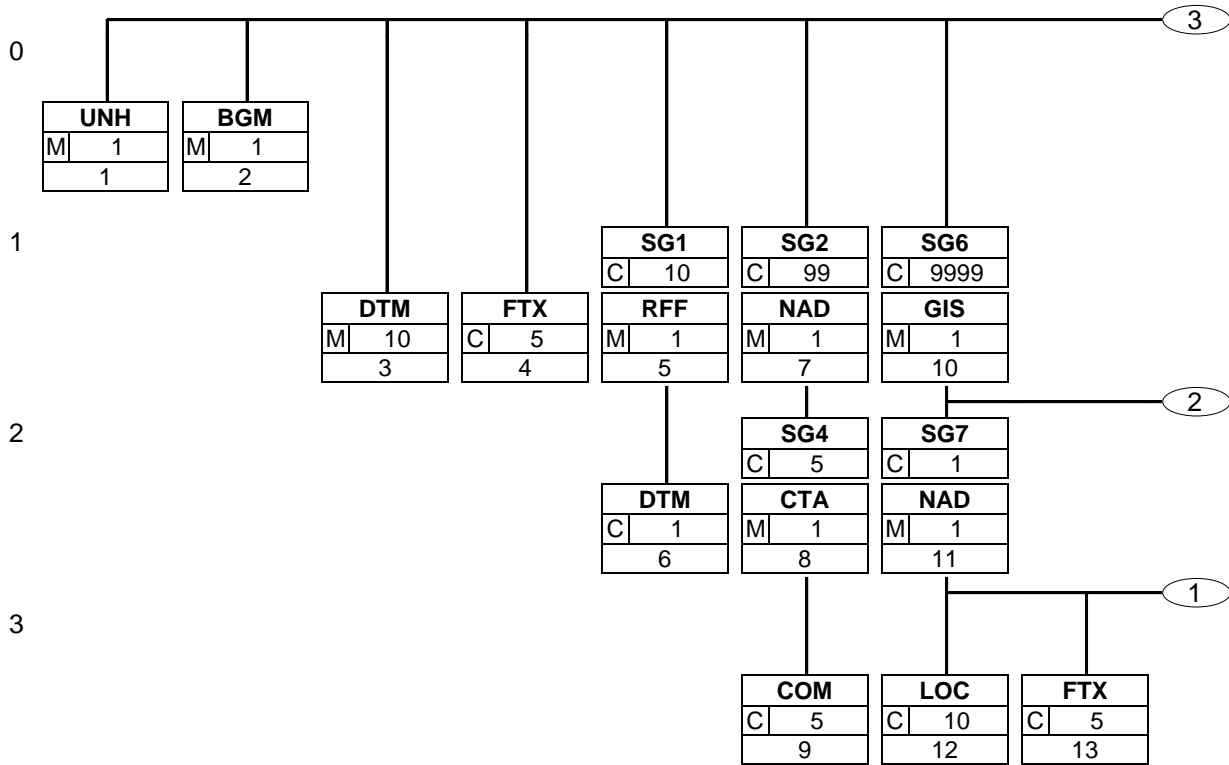 3
0
UNH BGM
M 1 M 1
1 2
1
SG1 SG2 SG6
C 10 C 99 C 9999
DTM FTX RFF NAD GIS
M 10 C 5 M 1 M 1 M 1
3 4 5 7 10
2
2
SG4 SG7
C 5 C 1
DTM CTA NAD
C 1 M 1 M 1
6 8 11
1
3
COM LOC FTX
C 5 C 10 C 5
9 12 13